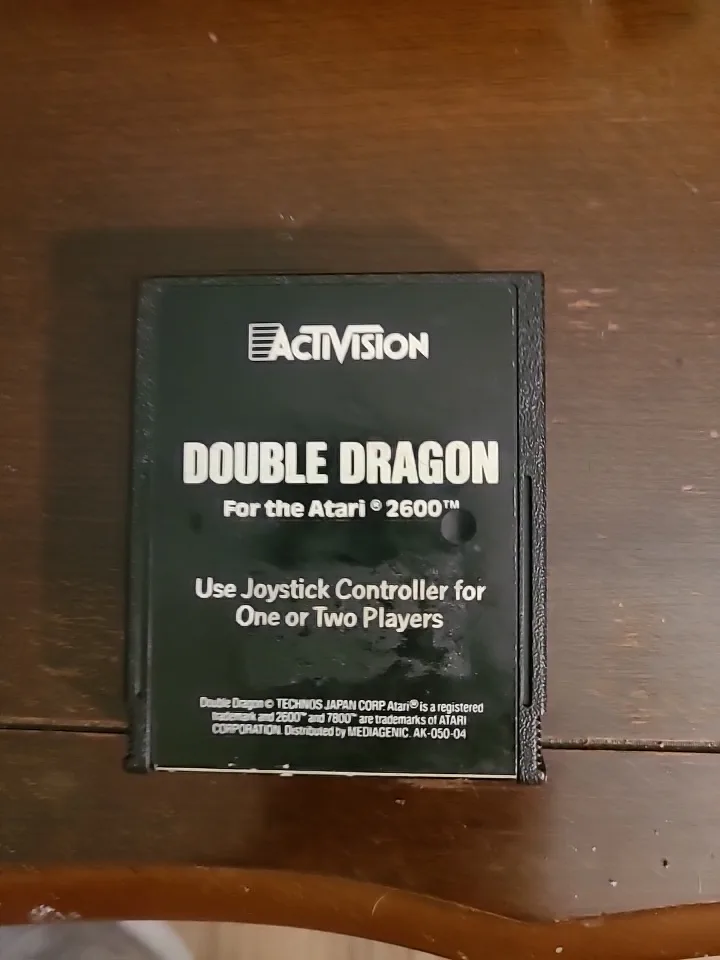 ACTIVISION
DOUBLE DRAGON
For the Atari ® 2600™
Use Joystick Controller for
One or Two Players
Double Dragon © TECHNOS JAPAN CORP. Atari® is a registered
trademark and 2600™ and 7800™ are trademarks of ATARI
CORPORATION. Distributed by MEDIAGENIC. AK-050-04